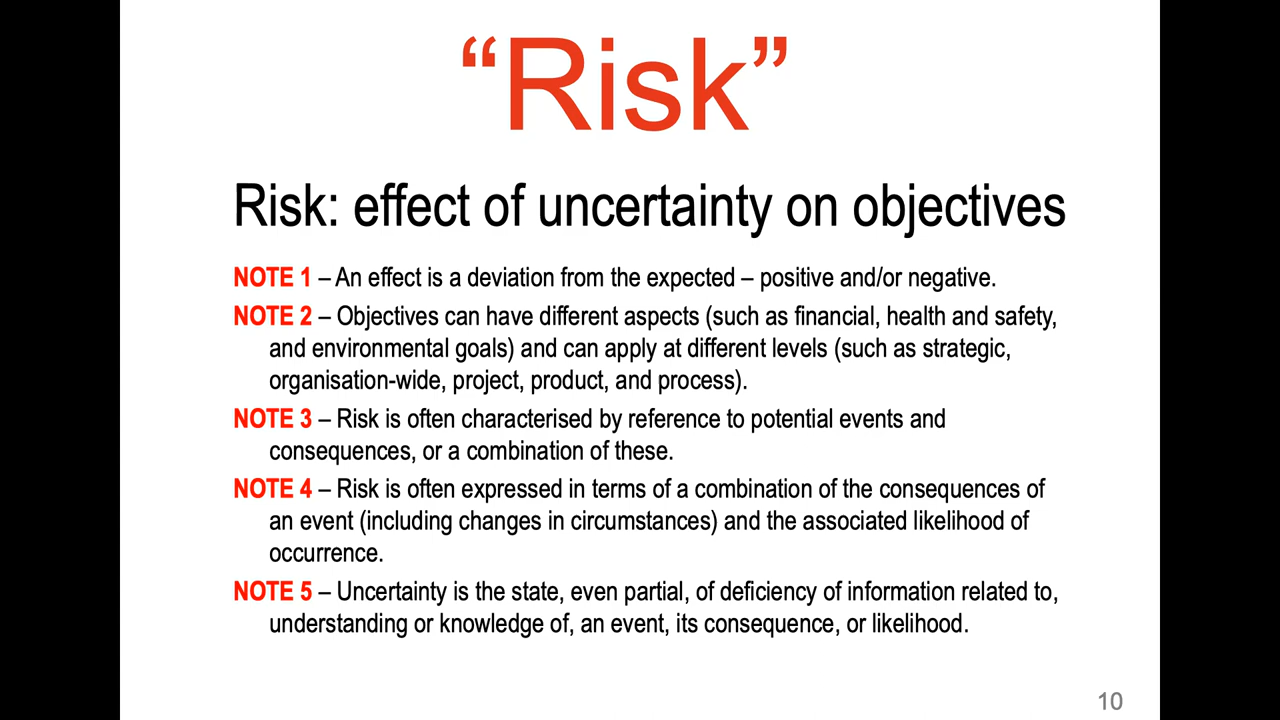 “Risk”
Risk: effect of uncertainty on objectives
NOTE 1 – An effect is a deviation from the expected – positive and/or negative.
NOTE 2 – Objectives can have different aspects (such as financial, health and safety,
and environmental goals) and can apply at different levels (such as strategic,
organisation-wide, project, product, and process).
NOTE 3 – Risk is often characterised by reference to potential events and
consequences, or a combination of these.
NOTE 4 – Risk is often expressed in terms of a combination of the consequences of
an event (including changes in circumstances) and the associated likelihood of
occurrence.
NOTE 5 – Uncertainty is the state, even partial, of deficiency of information related to,
understanding or knowledge of, an event, its consequence, or likelihood.
10